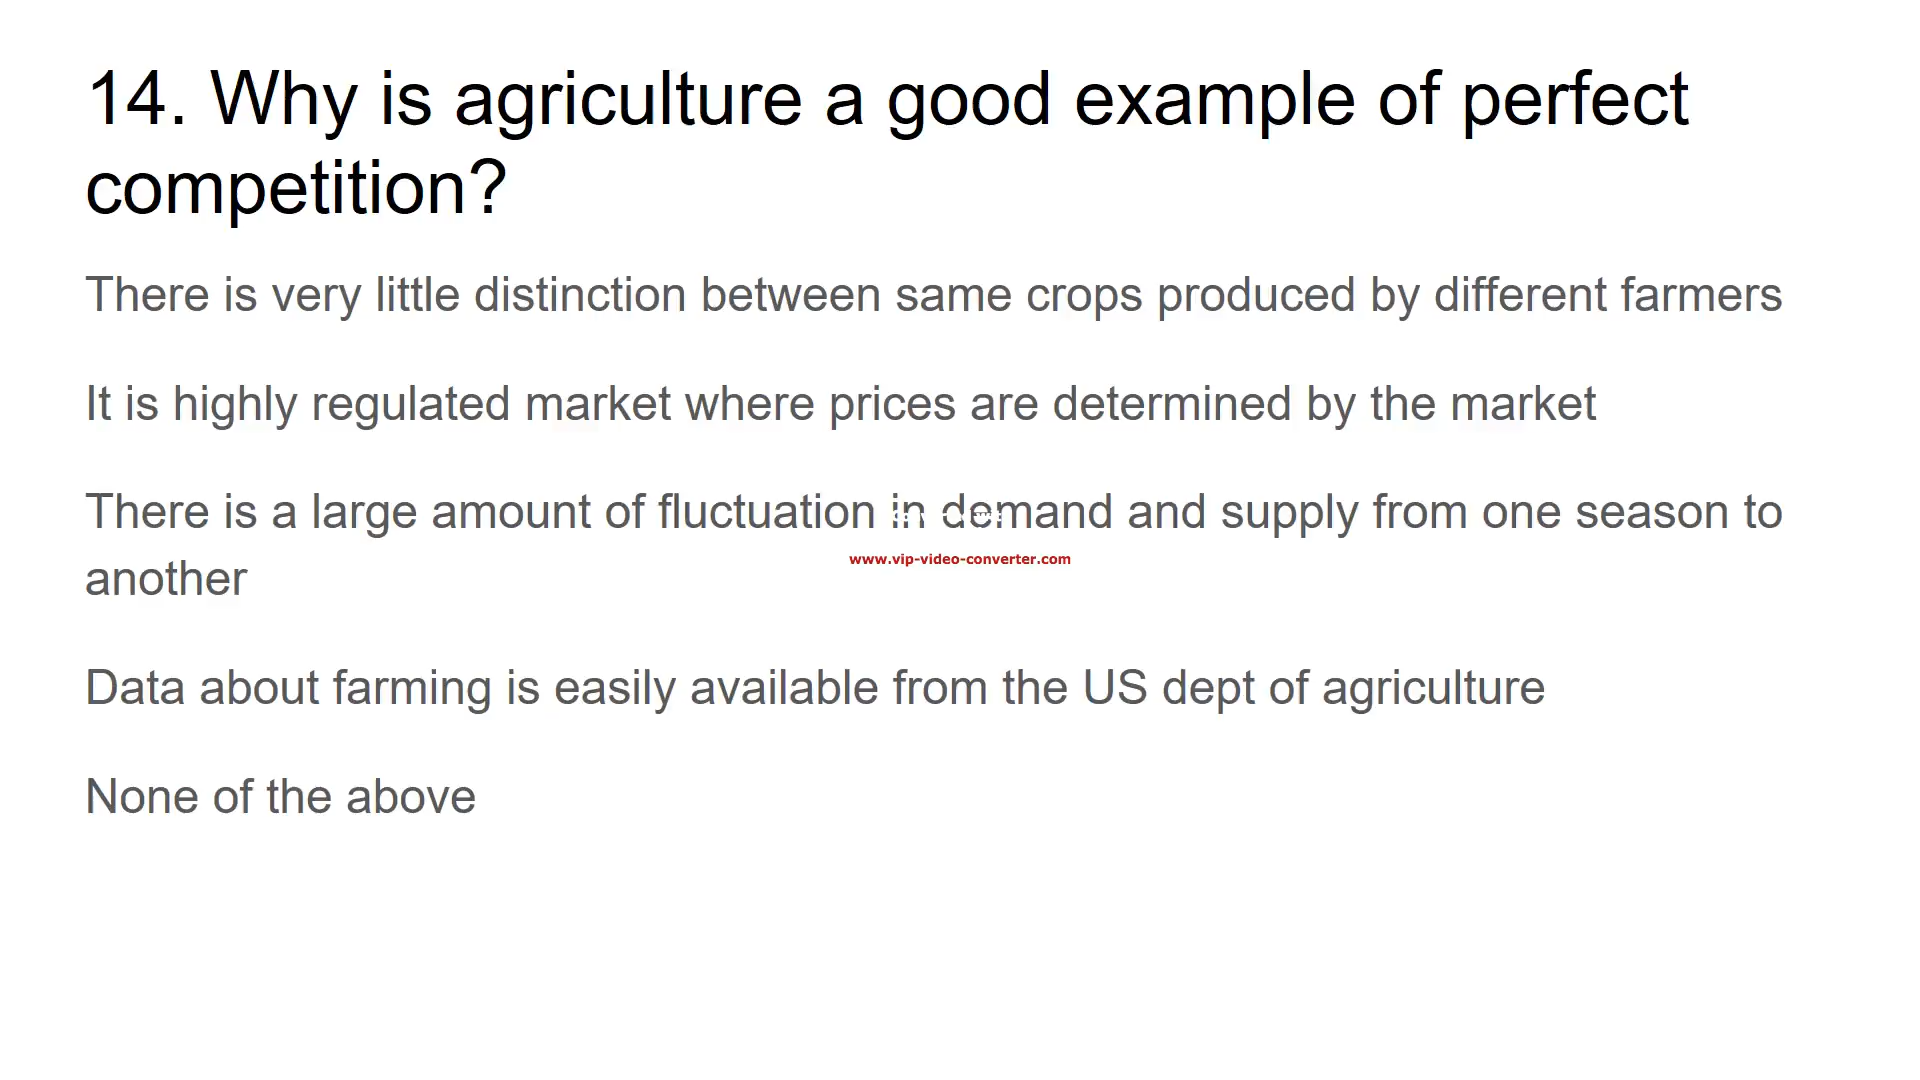 14. Why is agriculture a good example of perfect
competition?
There is very little distinction between same crops produced by different farmers
It is highly regulated market where prices are determined by the market
There is a large amount of fluctuation in demand and supply from one season to
another
www.vip-video-converter.com
Data about farming is easily available from the US dept of agriculture
None of the above